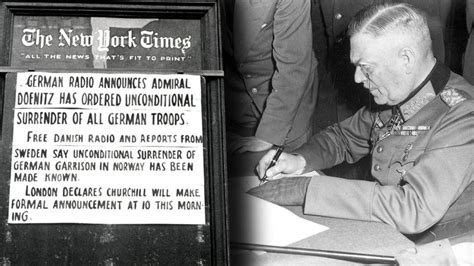 The New York Times
"ALL THE NEWS THAT'S FIT TO PRINT"
GERMAN RADIO ANNOUNCES ADMIRAL
DOENITZ HAS ORDERED UNCONDITIONAL
SURRENDER OF ALL GERMAN TROOPS.
FREE DANISH RADIO AND REPORTS FROM
SWEDEN SAY UNCONDITIONAL SURRENDER OF
GERMAN GARRISON IN NORWAY HAS BEEN
MADE KNOWN.
LONDON DECLARES CHURCHILL WILL MAKE
FORMAL ANNOUNCEMENT AT 10 THIS MORN-
ING.